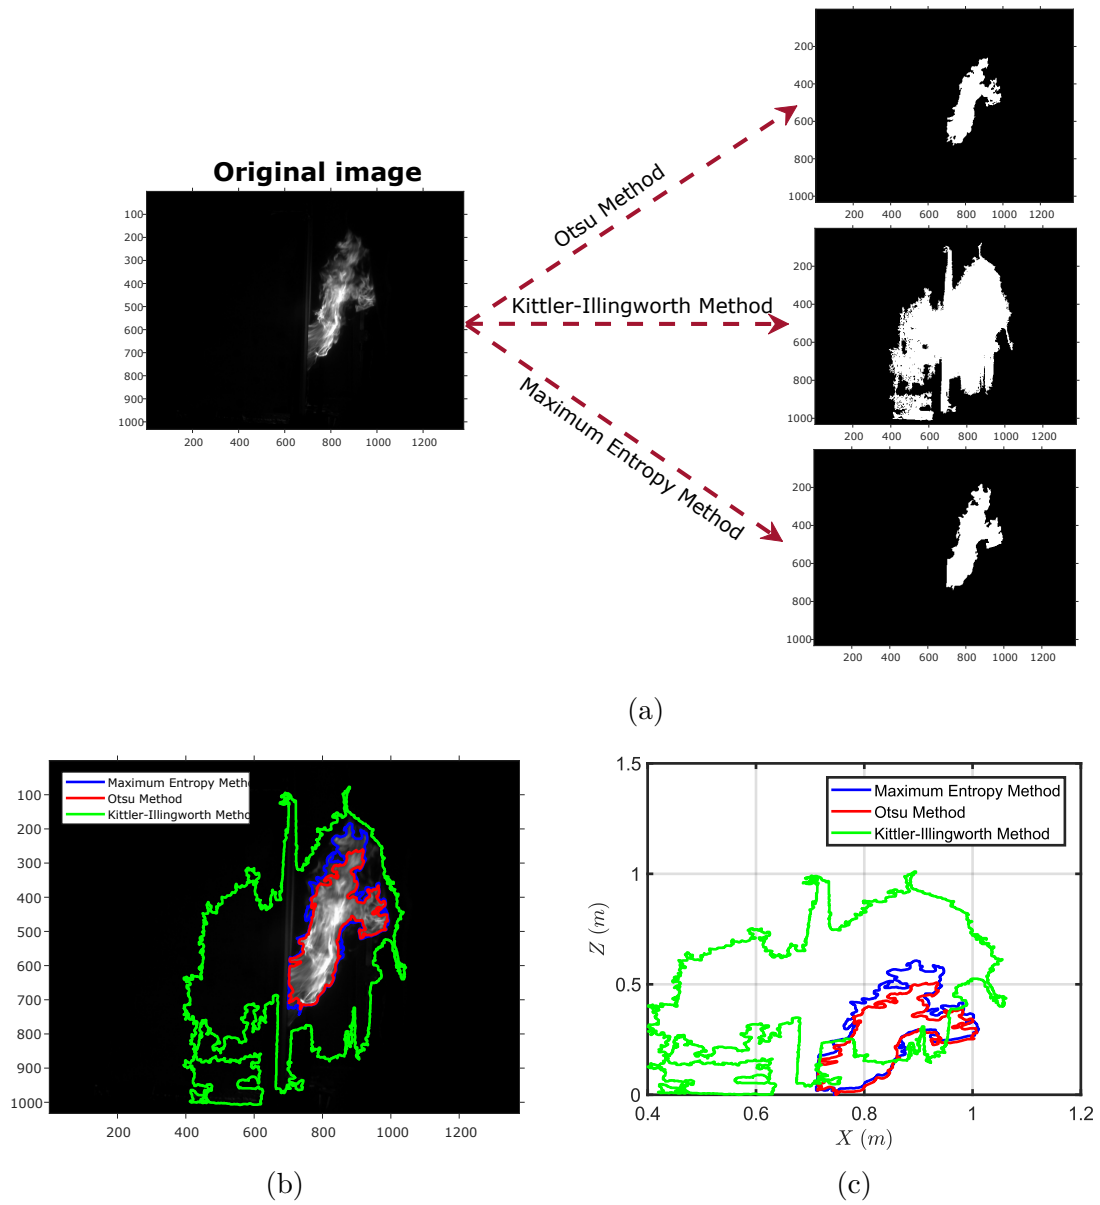 Original image
100
200
300
400
500
600
700
800
900
1000
200 400 600 800 1000 1200
Otsu Method
Kittler-Illingworth Method
Maximum Entropy Method
200
400
600
800
1000
200 400 600 800 1000 1200
200
400
600
800
1000
200 400 600 800 1000 1200
200
400
600
800
1000
200 400 600 800 1000 1200
(a)
Maximum Entropy Meth
Otsu Method
Kittler-Illingworth Metho
100
200
300
400
500
600
700
800
900
1000
200 400 600 800 1000 1200
(b)
Maximum Entropy Method
Otsu Method
Kittler-Illingworth Method
1.5
1
0.5
0
Z (m)
0.4 0.6 0.8 1 1.2
X (m)
(c)